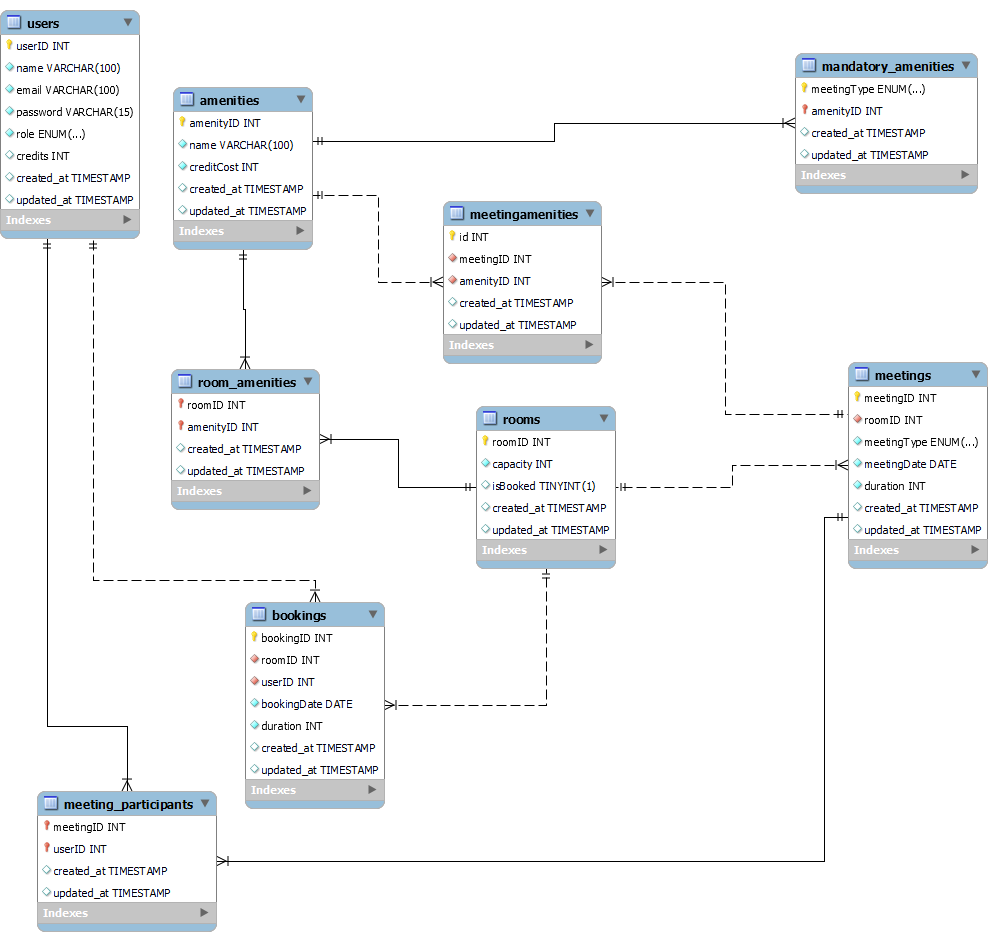 users
userID INT
name VARCHAR(100)
email VARCHAR(100)
password VARCHAR(15)
role ENUM(...)
credits INT
created_at TIMESTAMP
updated_at TIMESTAMP
Indexes
amenities
amenityID INT
name VARCHAR(100)
creditCost INT
created_at TIMESTAMP
updated_at TIMESTAMP
Indexes
mandatory_amenities
meetingType ENUM(...)
amenityID INT
created_at TIMESTAMP
updated_at TIMESTAMP
Indexes
meetingamenities
id INT
meetingID INT
amenityID INT
created_at TIMESTAMP
updated_at TIMESTAMP
Indexes
room_amenities
roomID INT
amenityID INT
created_at TIMESTAMP
updated_at TIMESTAMP
Indexes
rooms
roomID INT
capacity INT
isBooked TINYINT(1)
created_at TIMESTAMP
updated_at TIMESTAMP
Indexes
meetings
meetingID INT
roomID INT
meetingType ENUM(...)
meetingDate DATE
duration INT
created_at TIMESTAMP
updated_at TIMESTAMP
Indexes
bookings
bookingID INT
roomID INT
userID INT
bookingDate DATE
duration INT
created_at TIMESTAMP
updated_at TIMESTAMP
Indexes
meeting_participants
meetingID INT
userID INT
created_at TIMESTAMP
updated_at TIMESTAMP
Indexes